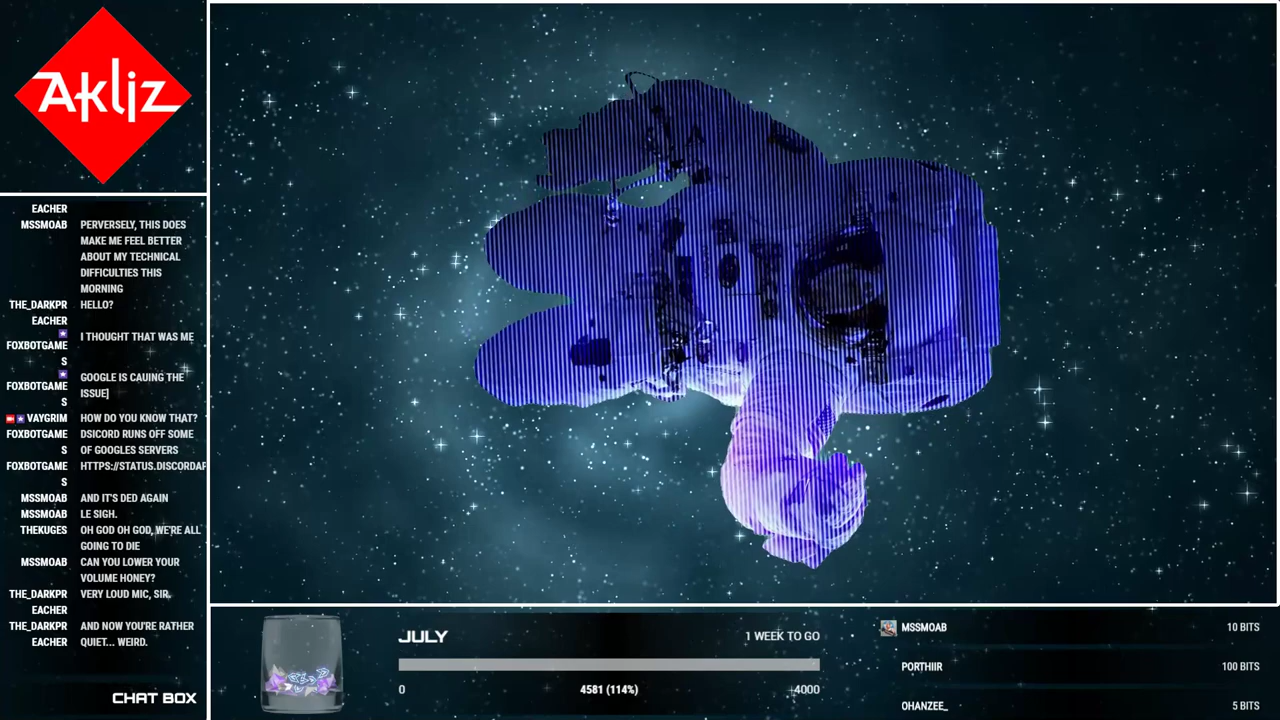 Akliz
EACHER
MSSMOAB PERVERSELY, THIS DOES
MAKE ME FEEL BETTER
ABOUT MY TECHNICAL
DIFFICULTIES THIS
MORNING
THE_DARKPR HELLO?
EACHER
FOXBOTGAME I THOUGHT THAT WAS ME
S
FOXBOTGAME GOOGLE IS CAUING THE
S ISSUE]
VAYGRIM HOW DO YOU KNOW THAT?
FOXBOTGAME DSICORD RUNS OFF SOME
S OF GOOGLES SERVERS
FOXBOTGAME HTTPS://STATUS.DISCORDAP
S
MSSMOAB AND IT'S DED AGAIN
MSSMOAB LE SIGH.
THEKUGES OH GOD OH GOD, WE'RE ALL
GOING TO DIE
MSSMOAB CAN YOU LOWER YOUR
VOLUME HONEY?
THE_DARKPR VERY LOUD MIC, SIR.
EACHER
THE_DARKPR AND NOW YOU'RE RATHER
EACHER QUIET... WEIRD.
CHAT BOX
JULY 1 WEEK TO GO
0 4581 (114%) 4000
MSSMOAB 10 BITS
PORTHIIR 100 BITS
OHANZEE_ 5 BITS